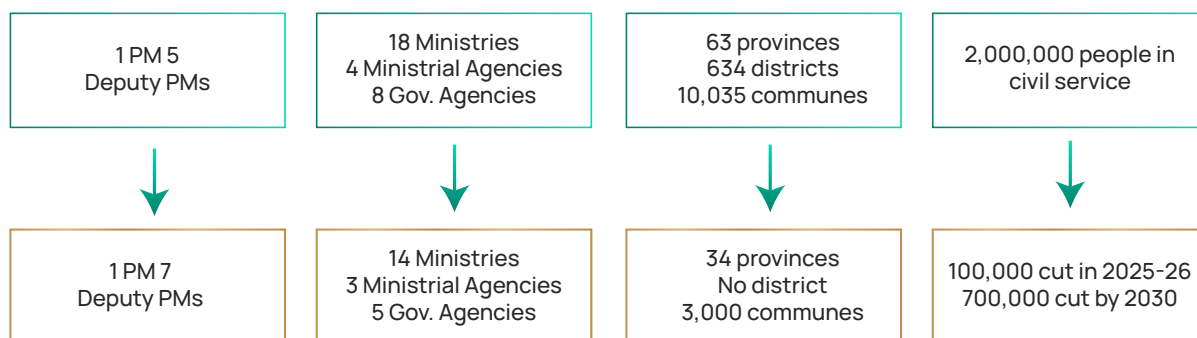 1 PM 5
Deputy PMs
18 Ministries
4 Ministrial Agencies
8 Gov. Agencies
63 provinces
634 districts
10,035 communes
2,000,000 people in
civil service
1 PM 7
Deputy PMs
14 Ministries
3 Ministrial Agencies
5 Gov. Agencies
34 provinces
No district
3,000 communes
100,000 cut in 2025-26
700,000 cut by 2030